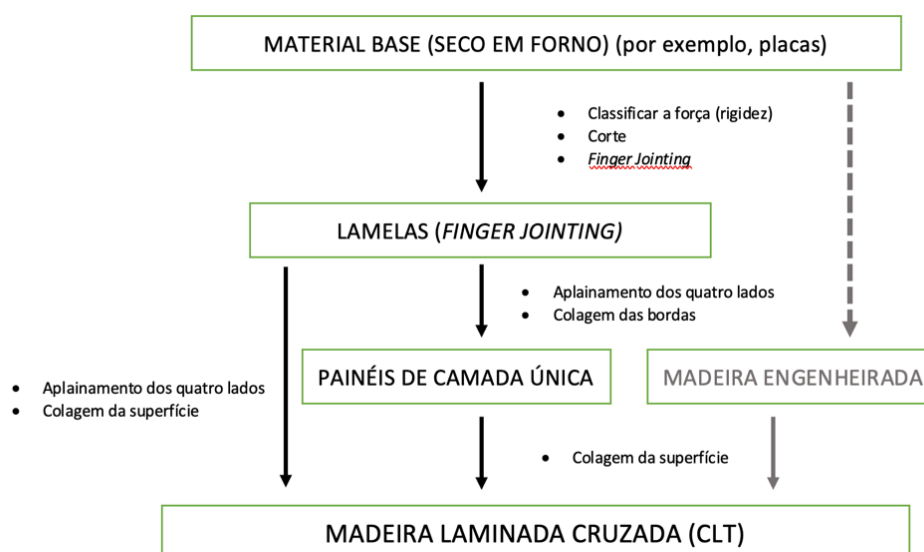 MATERIAL BASE (SECO EM FORNO) (por exemplo, placas)
• Classificar a força (rigidez)
• Corte
• Finger Jointing
LAMELAS (FINGER JOINTING)
• Aplainamento dos quatro lados
• Colagem das bordas
PAINÉIS DE CAMADA ÚNICA
MADEIRA ENGENHEIRADA
• Aplainamento dos quatro lados
• Colagem da superfície
• Colagem da superfície
MADEIRA LAMINADA CRUZADA (CLT)